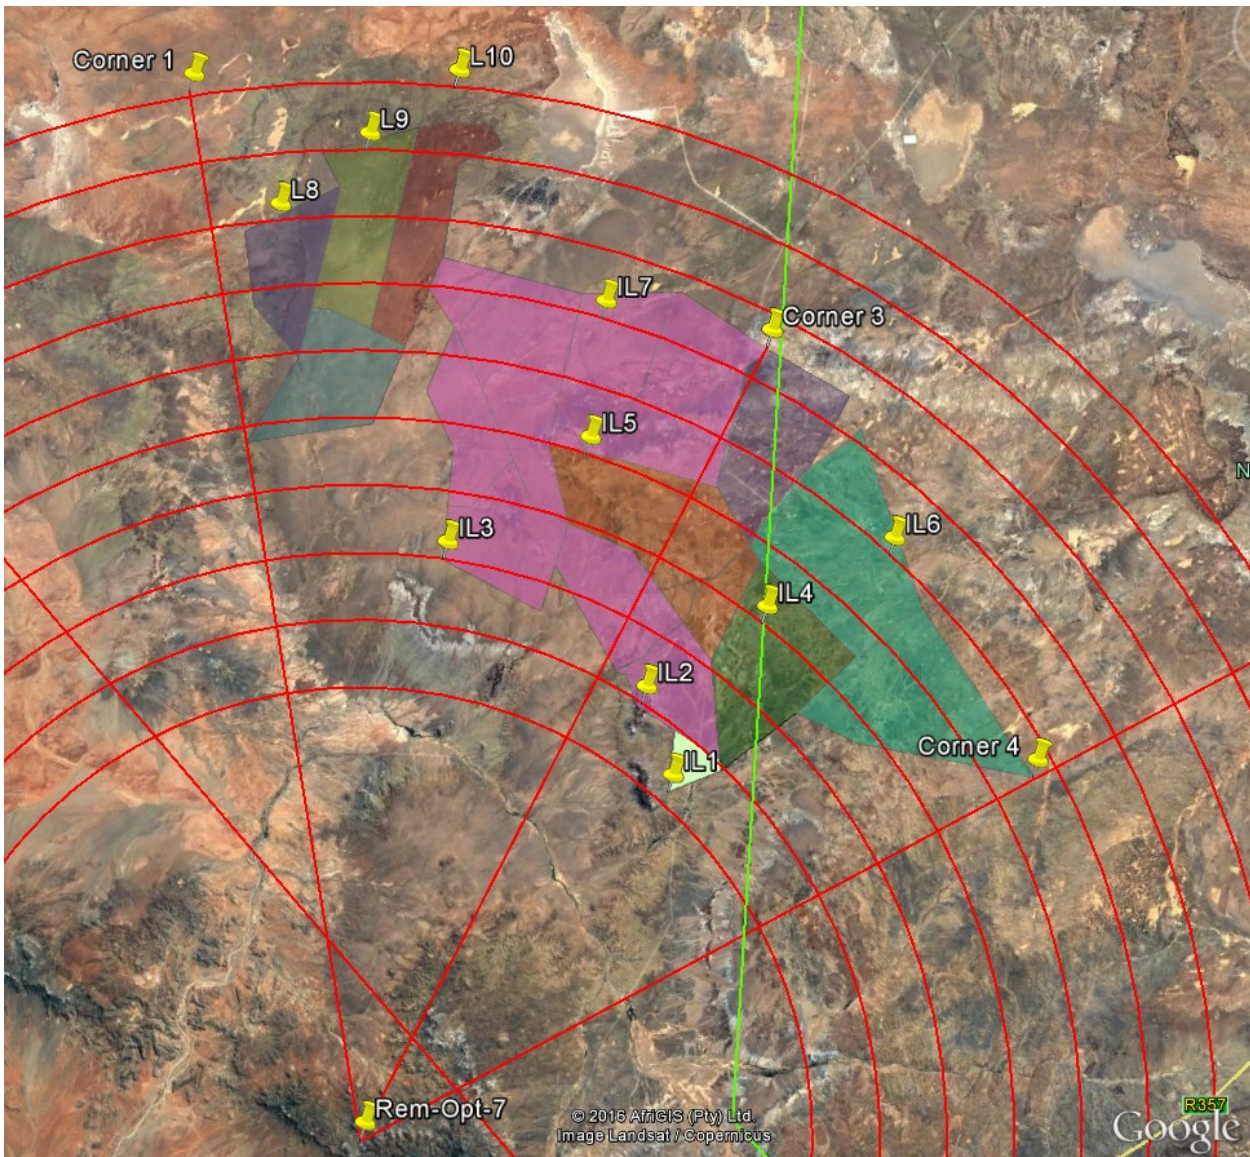 Corner 1
L10
L9
L8
IL7
Corner 3
IL5
N
IL3
IL6
IL4
IL2
Corner 4
IL1
Rem-Opt-7
R357
© 2016 AfriGIS (Pty) Ltd.
Image Landsat / Copernicus
Google